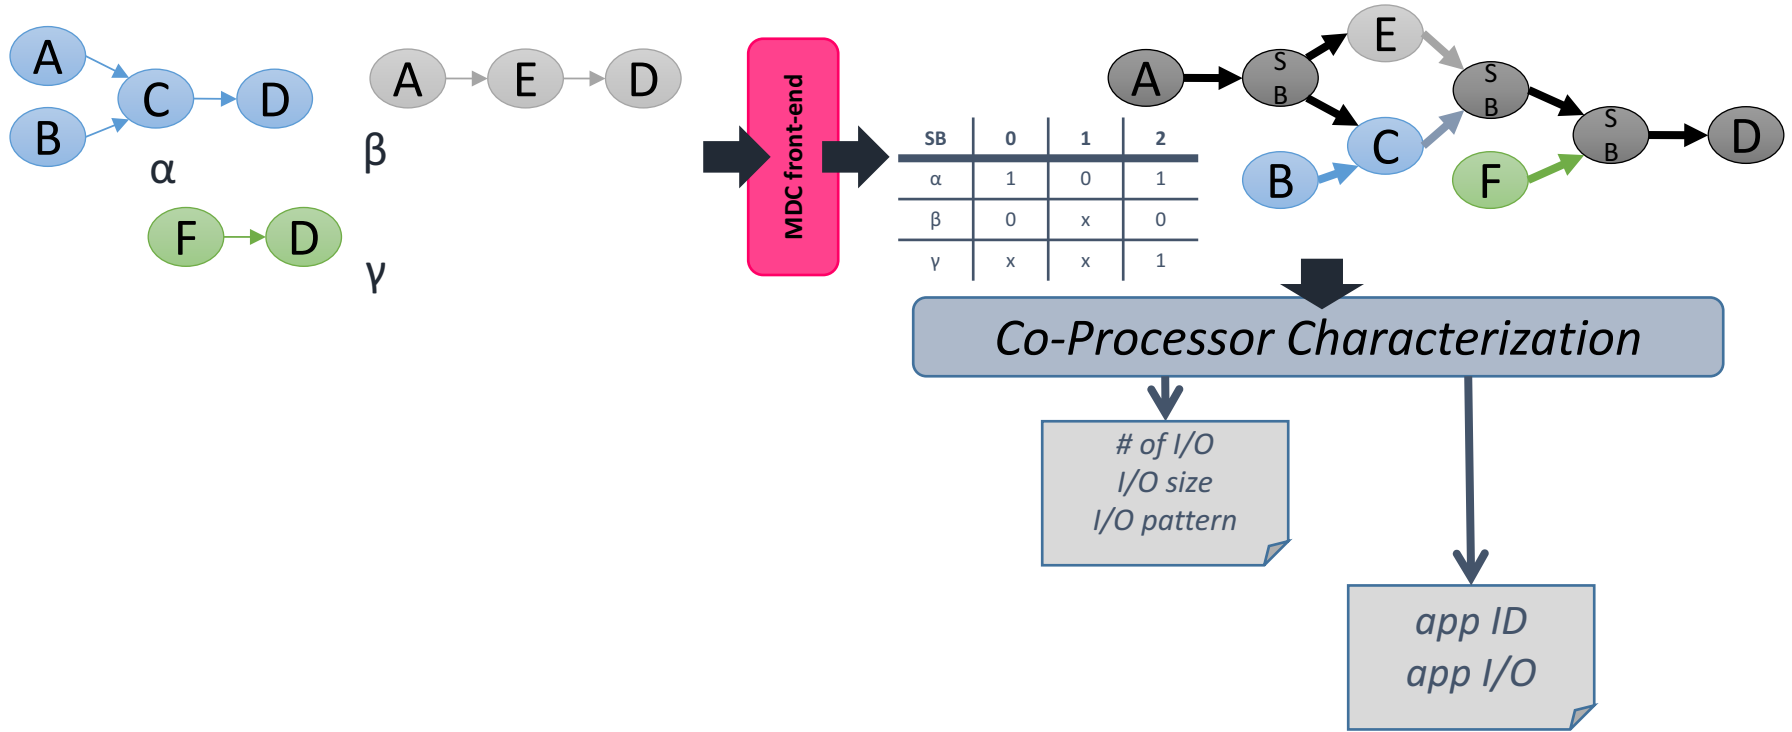 A
B
C
D
α
A
E
D
β
F
D
γ
MDC front-end
SB 0 1 2
α 1 0 1
β 0 x 0
γ x x 1
A
S
B
E
C
B
S
B
F
S
B
D
Co-Processor Characterization
# of I/O
I/O size
I/O pattern
app ID
app I/O